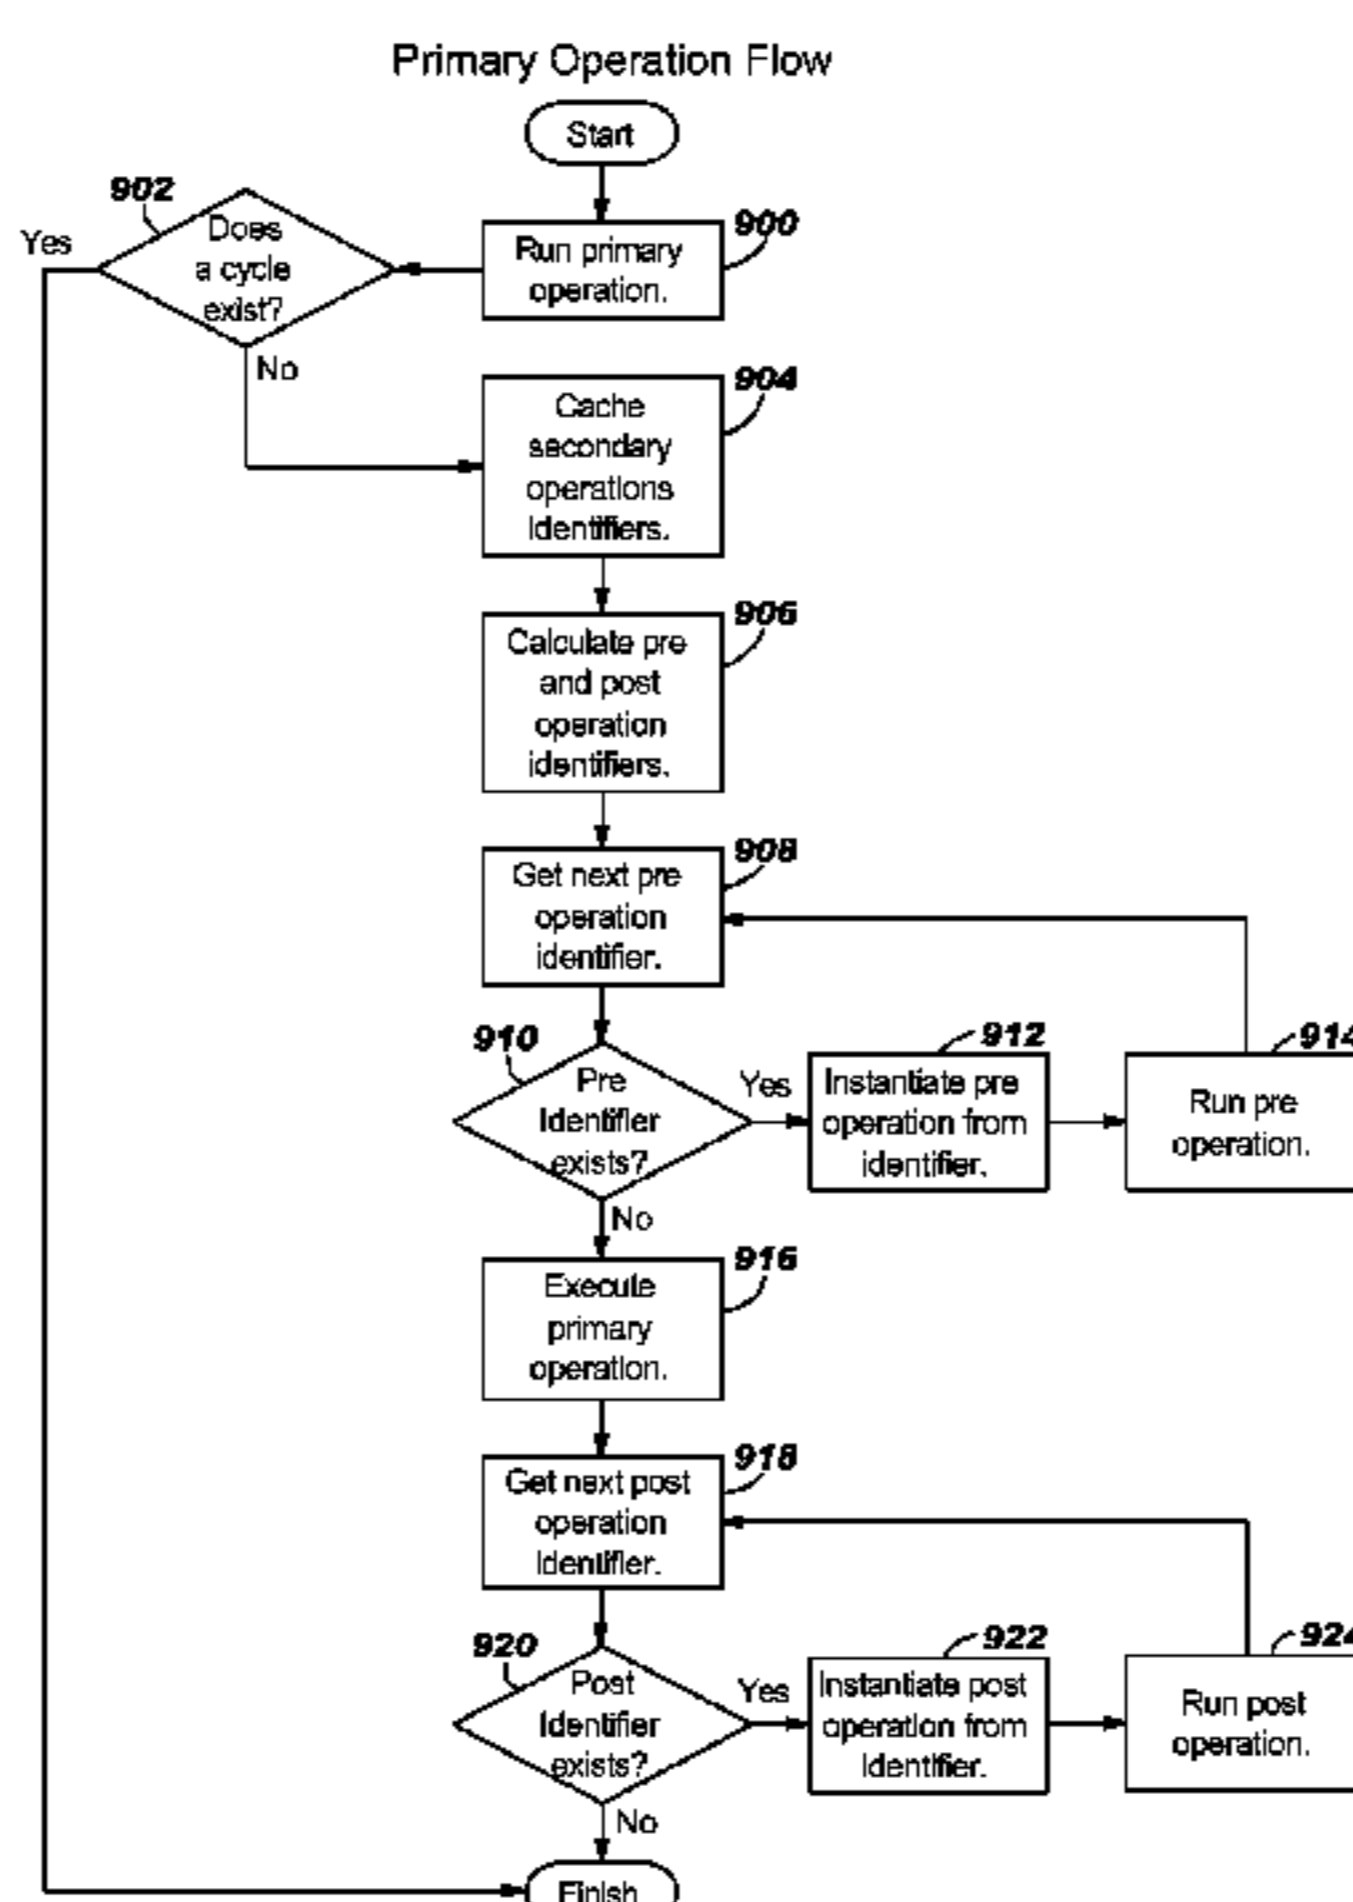 Primary Operation Flow
Start
902
Yes
Does
a cycle
exist?
No
900
Run primary
operation.
904
Cache
secondary
operations
identifiers.
906
Calculate pre
and post
operation
identifiers.
908
Get next pre
operation
identifier.
910
Pre
Identifier
exists?
Yes
No
912
Instantiate pre
operation from
identifier.
914
Run pre
operation.
916
Execute
primary
operation.
918
Get next post
operation
identifier.
920
Post
Identifier
exists?
Yes
No
922
Instantiate post
operation from
identifier.
924
Run post
operation.
Finish